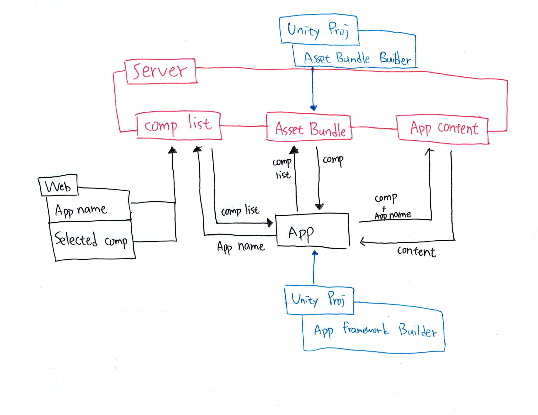 Unity Proj
Asset Bundle Builder
Server
comp list
Asset Bundle
App content
comp
list
comp
Web
App name
Selected comp
comp list
App name
App
comp
+
App name
content
Unity Proj
App framework Builder